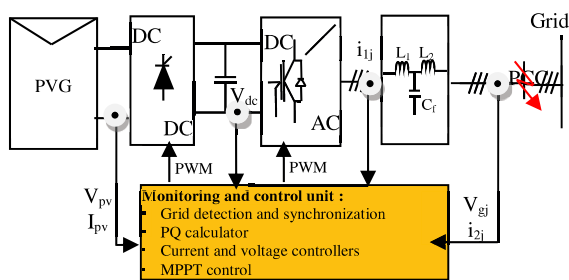 Grid
DC
DC
i1j
L1
L2
PVG
PCC
Vdc
Cf
DC
AC
PWM
PWM
Vpv
Ipv
Vgj
i2j
Monitoring and control unit :
Grid detection and synchronization
PQ calculator
Current and voltage controllers
MPPT control